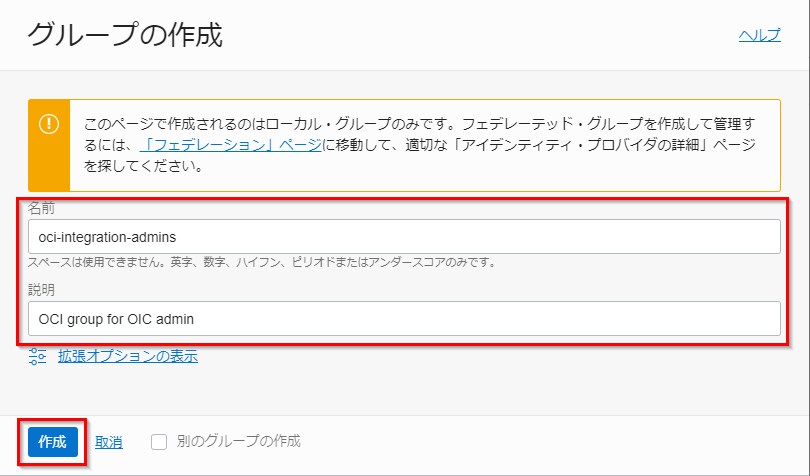 グループの作成
ヘルプ
このページで作成されるのはローカル・グループのみです。フェデレーテッド・グループを作成して管理す
るには、「フェデレーション」ページに移動して、適切な「アイデンティティ・プロバイダの詳細」ページ
を探してください。
名前
oci-integration-admins
スペースは使用できません。英字、数字、ハイフン、ピリオドまたはアンダースコアのみです。
説明
OCI group for OIC admin
拡張オプションの表示
作成
取消
別のグループの作成